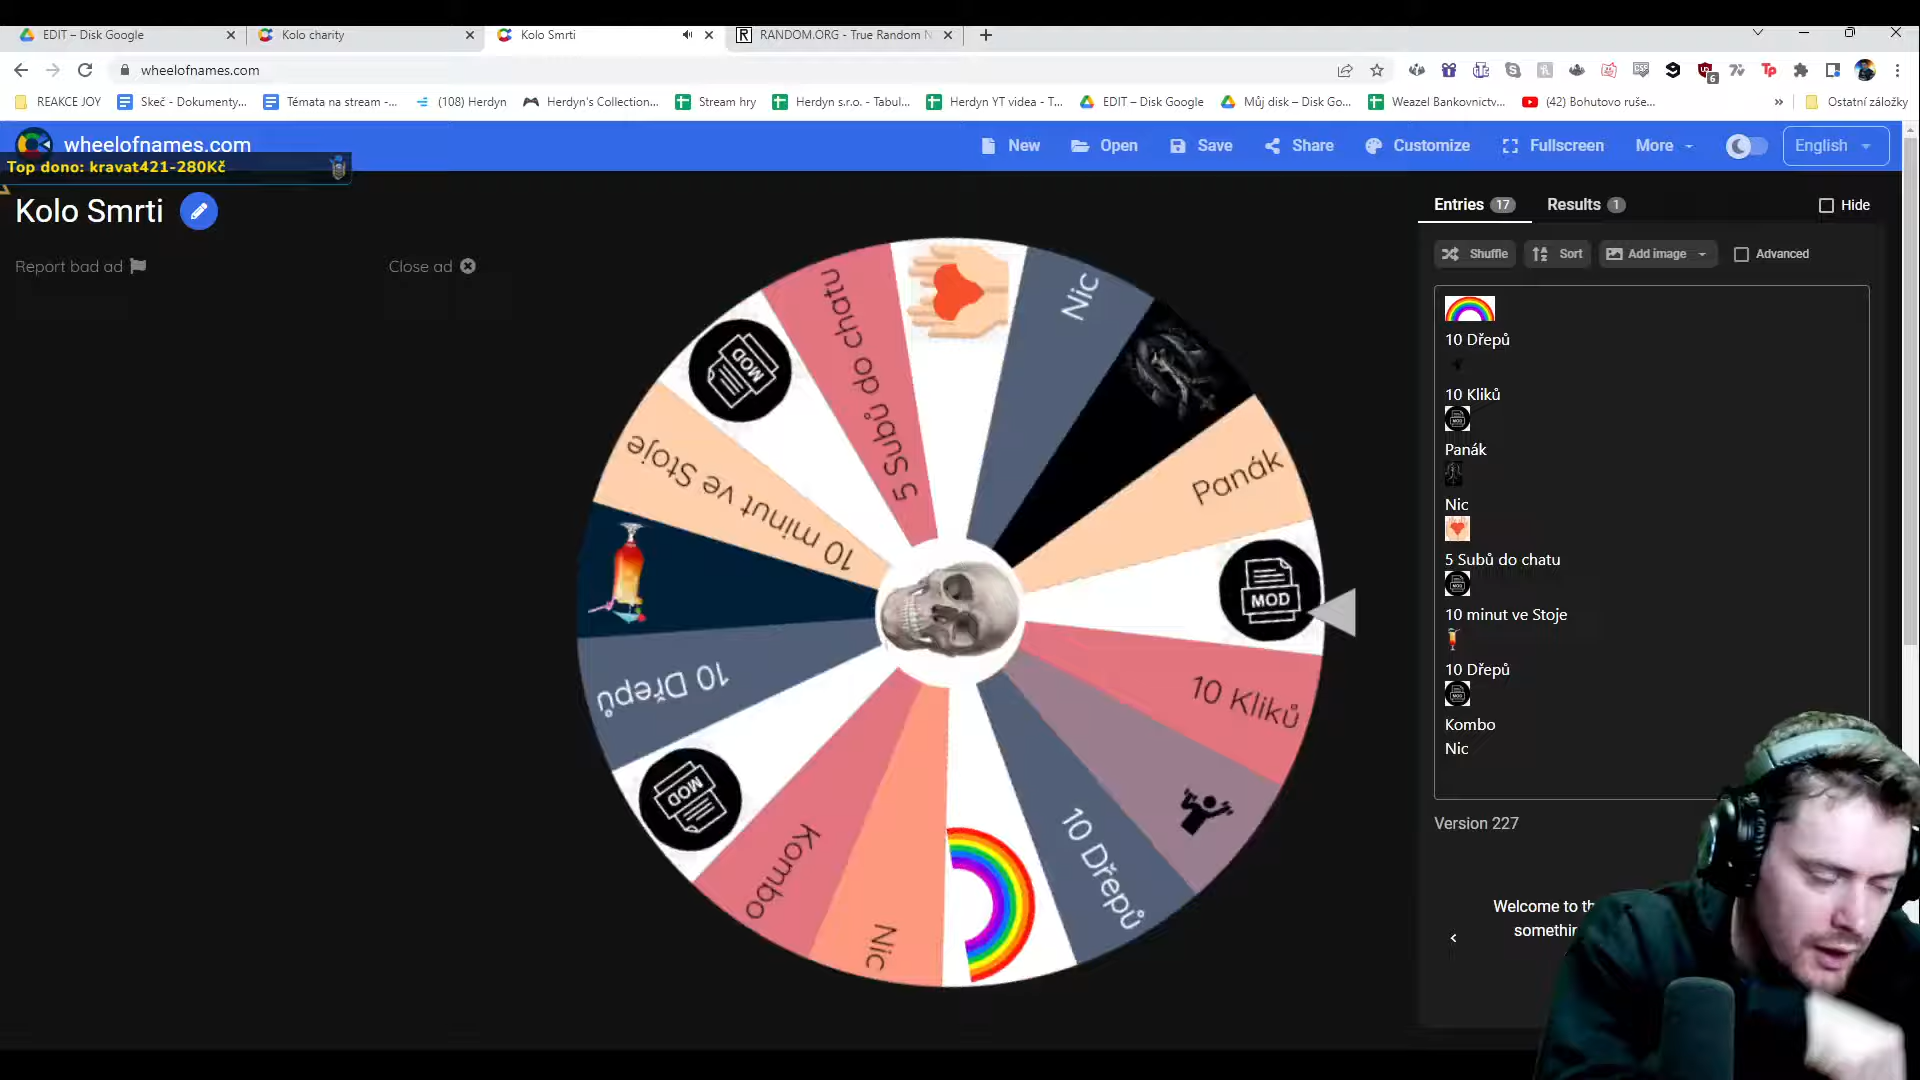 EDIT – Disk Google
Kolo charity
Kolo Smrti
RANDOM.ORG - True Random N
wheelofnames.com
REAKCE JOY
Skeč - Dokumenty...
Témata na stream -...
(108) Herdyn
Herdyn's Collection...
Stream hry
Herdyn s.r.o. - Tabul...
Herdyn YT videa - T...
EDIT – Disk Google
Můj disk – Disk Go...
Weazel Bankovnictv...
(42) Bohutovo ruše...
»
Ostatní záložky
wheelofnames.com
New
Open
Save
Share
Customize
Fullscreen
More
English
Top dono: kravat421-280Kč
Kolo Smrti
Report bad ad
Close ad
Entries 17
Results 1
Hide
Shuffle
Sort
Add image
Advanced
10 Dřepů
10 Kliků
Panák
Nic
5 Subů do chatu
10 minut ve Stoje
10 Dřepů
Kombo
Nic
Version 227
Welcome to th
somethin
Nic
Panák
MOD
10 Kliků
10 Dřepů
Nic
Kombo
MOD
10 Dřepů
10 minut ve Stoje
MOD
5 Subů do chatu